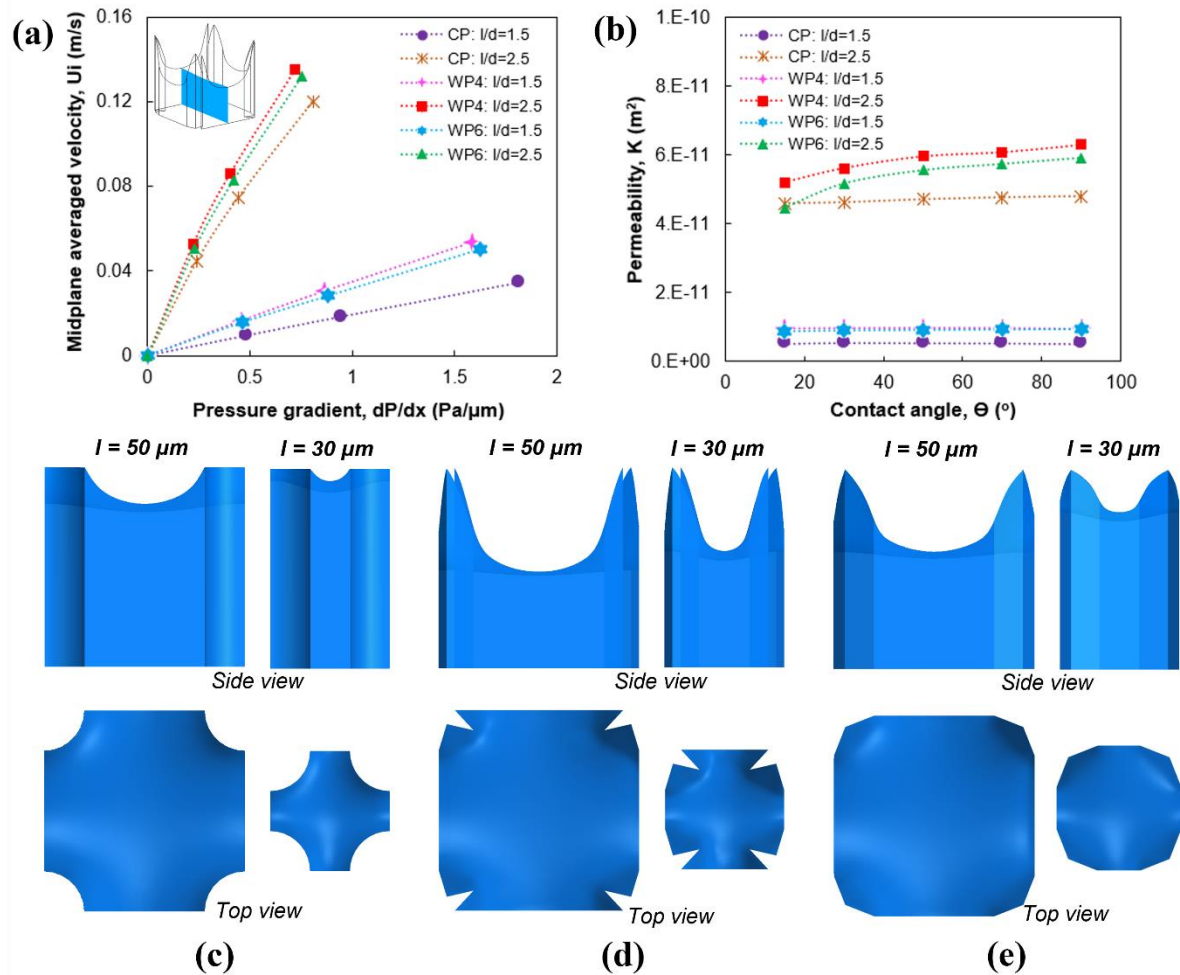 (a)
Midplane averaged velocity, Ui (m/s)
0.16
0.12
0.08
0.04
0
0 0.5 1 1.5 2
Pressure gradient, dP/dx (Pa/µm)
CP: l/d=1.5
CP: l/d=2.5
WP4: l/d=1.5
WP4: l/d=2.5
WP6: l/d=1.5
WP6: l/d=2.5
(b)
Permeability, K (m²)
1.E-10
8.E-11
6.E-11
4.E-11
2.E-11
0.E+00
0 20 40 60 80 100
Contact angle, Θ (°)
CP: l/d=1.5
CP: l/d=2.5
WP4: l/d=1.5
WP4: l/d=2.5
WP6: l/d=1.5
WP6: l/d=2.5
l = 50 µm l = 30 µm
Side view
Top view
(c)
l = 50 µm l = 30 µm
Side view
Top view
(d)
l = 50 µm l = 30 µm
Side view
Top view
(e)